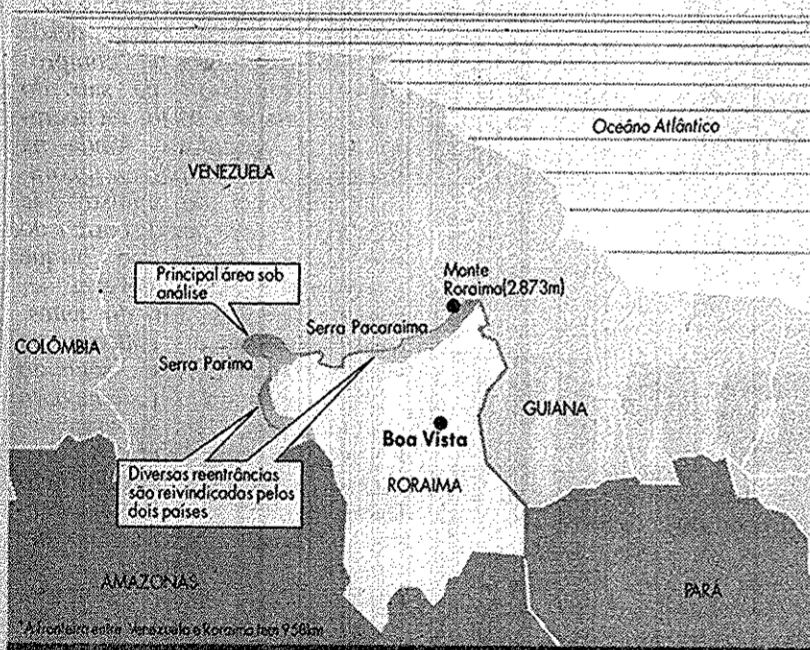 Oceâno Atlântico
VENEZUELA
Principal área sob
análise
Monte
Roraima(2.873m)
Serra Pacaraima
COLÔMBIA
Serra Parima
GUIANA
Boa Vista
Diversas reentrâncias
são reivindicadas pelos
dois países
RORAIMA
AMAZONAS
PARÁ
*A fronteira entre Venezuela e Roraima tem 958km